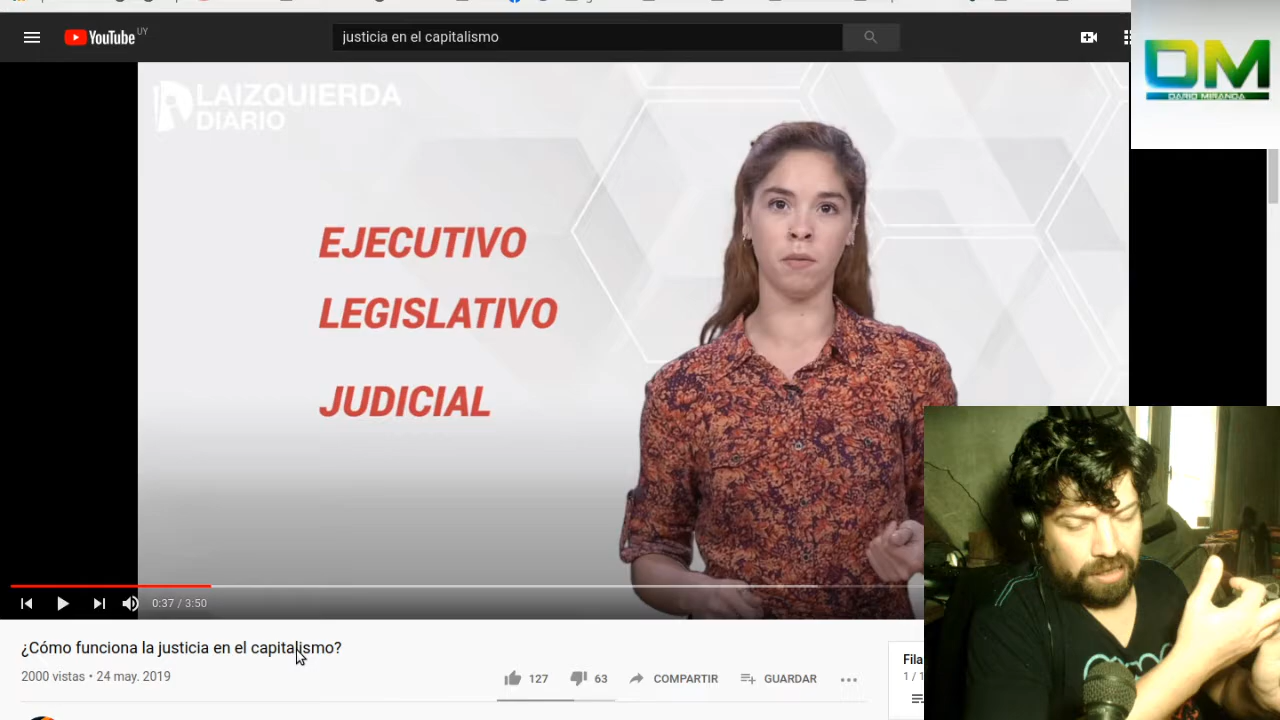 YouTube UY
justicia en el capitalismo
DM
DARIO MIRANDA
LAIZQUIERDA
DIARIO
EJECUTIVO
LEGISLATIVO
JUDICIAL
0:37 / 3:50
¿Cómo funciona la justicia en el capitalismo?
2000 vistas • 24 may. 2019
127
63
COMPARTIR
GUARDAR
Fila
1 / 1